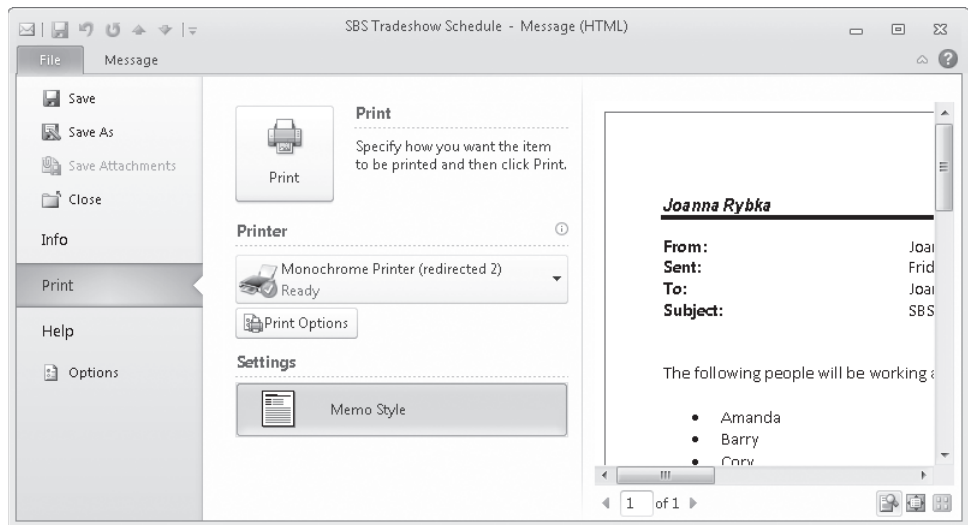 SBS Tradeshow Schedule - Message (HTML)
File Message
Save
Save As
Save Attachments
Close
Info
Print
Help
Options
Print
Print
Specify how you want the item
to be printed and then click Print.
Printer
Monochrome Printer (redirected 2)
Ready
Print Options
Settings
Memo Style
Joanna Rybka
From: Joan
Sent: Frid
To: Joan
Subject: SBS
The following people will be working a
• Amanda
• Barry
• Cory
1 of 1